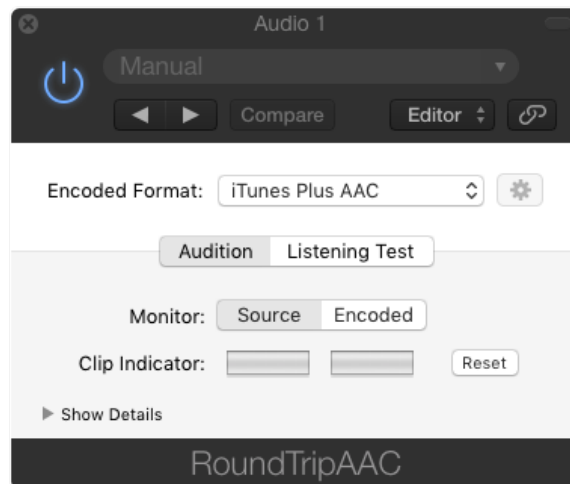 Audio 1
Manual
Compare Editor
Encoded Format: iTunes Plus AAC
Audition Listening Test
Monitor: Source Encoded
Clip Indicator: Reset
Show Details
RoundTripAAC